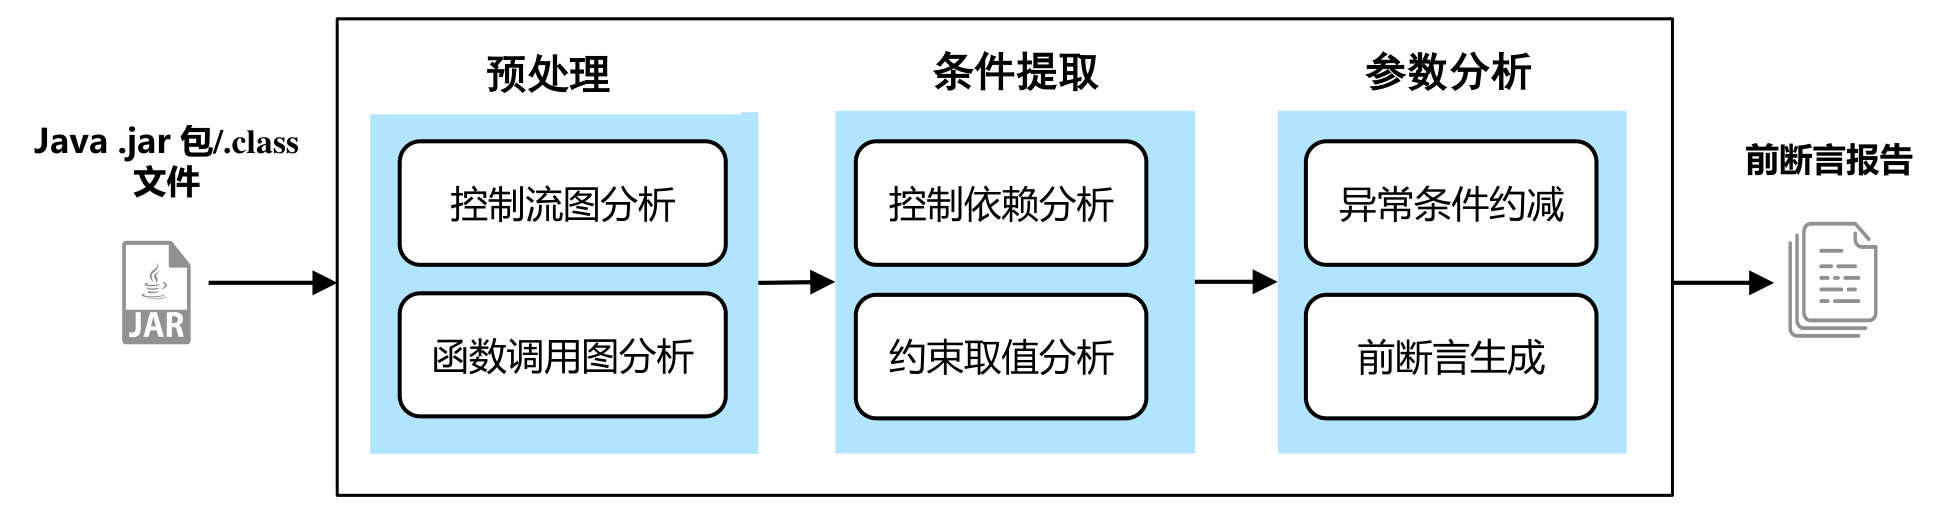 Java .jar 包/.class
文件
JAR
预处理
控制流图分析
函数调用图分析
条件提取
控制依赖分析
约束取值分析
参数分析
异常条件约减
前断言生成
前断言报告